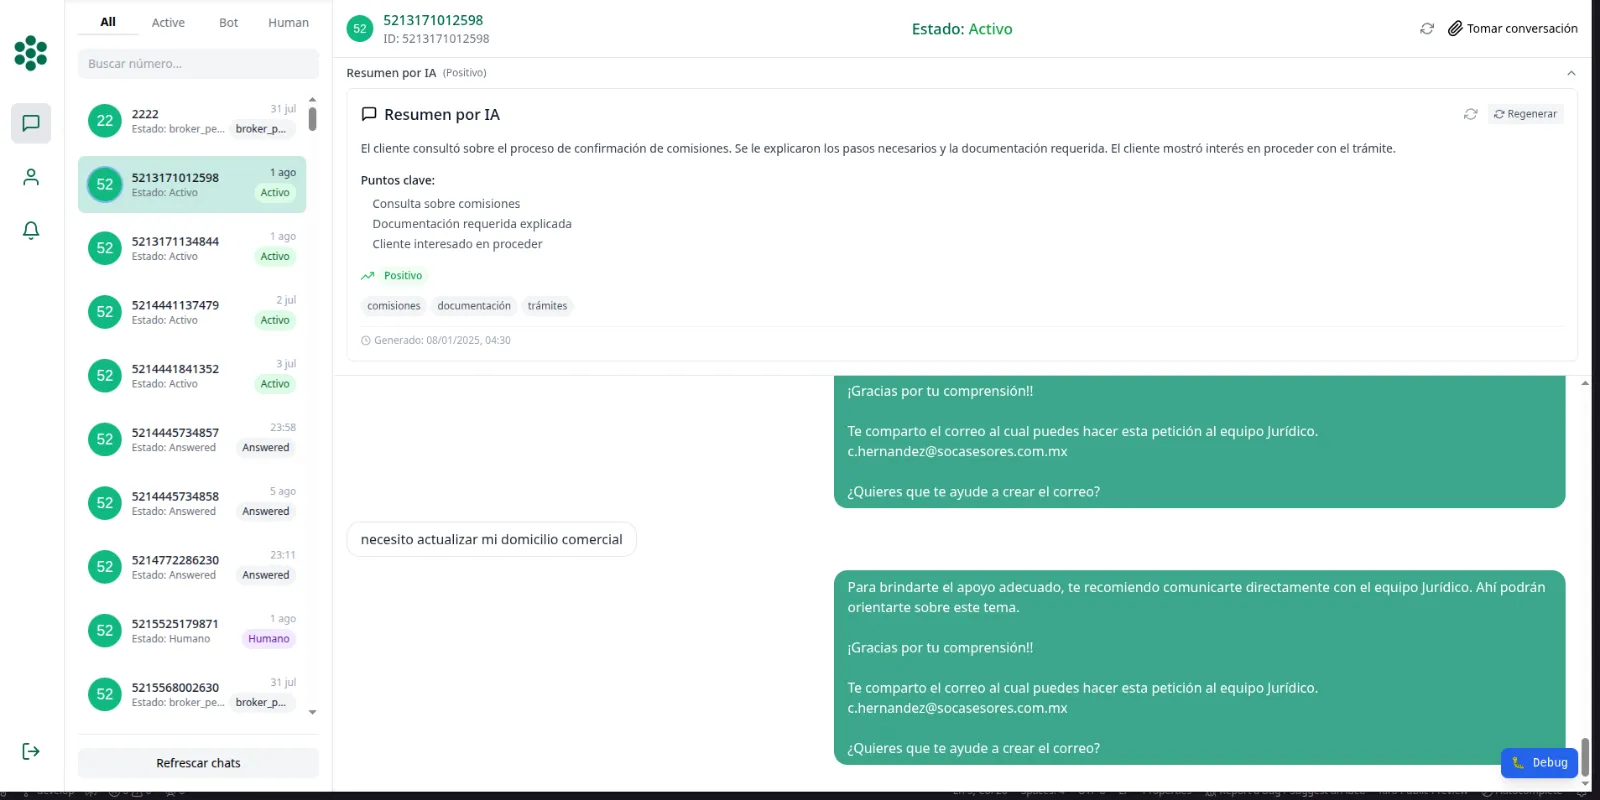 All Active Bot Human
Buscar número...
22 2222 31 jul
Estado: broker_pe... broker_p...
52 5213171012598 1 ago
Estado: Activo Activo
52 5213171134844 1 ago
Estado: Activo Activo
52 5214441137479 2 jul
Estado: Activo Activo
52 5214441841352 3 jul
Estado: Activo Activo
52 5214445734857 23:58
Estado: Answered Answered
52 5214445734858 5 ago
Estado: Answered Answered
52 5214772286230 23:11
Estado: Answered Answered
52 5215525179871 1 ago
Estado: Humano Humano
52 5215568002630 31 jul
Estado: broker_pe... broker_p...
Refrescar chats
52 5213171012598
ID: 5213171012598
Estado: Activo
Tomar conversación
Resumen por IA (Positivo)
Resumen por IA
Regenerar
El cliente consultó sobre el proceso de confirmación de comisiones. Se le explicaron los pasos necesarios y la documentación requerida. El cliente mostró interés en proceder con el trámite.
Puntos clave:
Consulta sobre comisiones
Documentación requerida explicada
Cliente interesado en proceder
Positivo
comisiones documentación trámites
Generado: 08/01/2025, 04:30
¡Gracias por tu comprensión!!
Te comparto el correo al cual puedes hacer esta petición al equipo Jurídico.
c.hernandez@socasesores.com.mx
¿Quieres que te ayude a crear el correo?
necesito actualizar mi domicilio comercial
Para brindarte el apoyo adecuado, te recomiendo comunicarte directamente con el equipo Jurídico. Ahí podrán
orientarte sobre este tema.
¡Gracias por tu comprensión!!
Te comparto el correo al cual puedes hacer esta petición al equipo Jurídico.
c.hernandez@socasesores.com.mx
¿Quieres que te ayude a crear el correo?
Debug